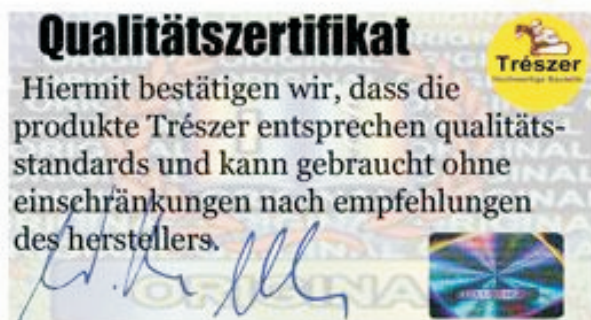 Qualitätszertifikat
Trészer
Hiermit bestätigen wir, dass die
produkte Trészer entsprechen qualitäts-
standards und kann gebraucht ohne
einschränkungen nach empfehlungen
des herstellers.
ORIGINAL